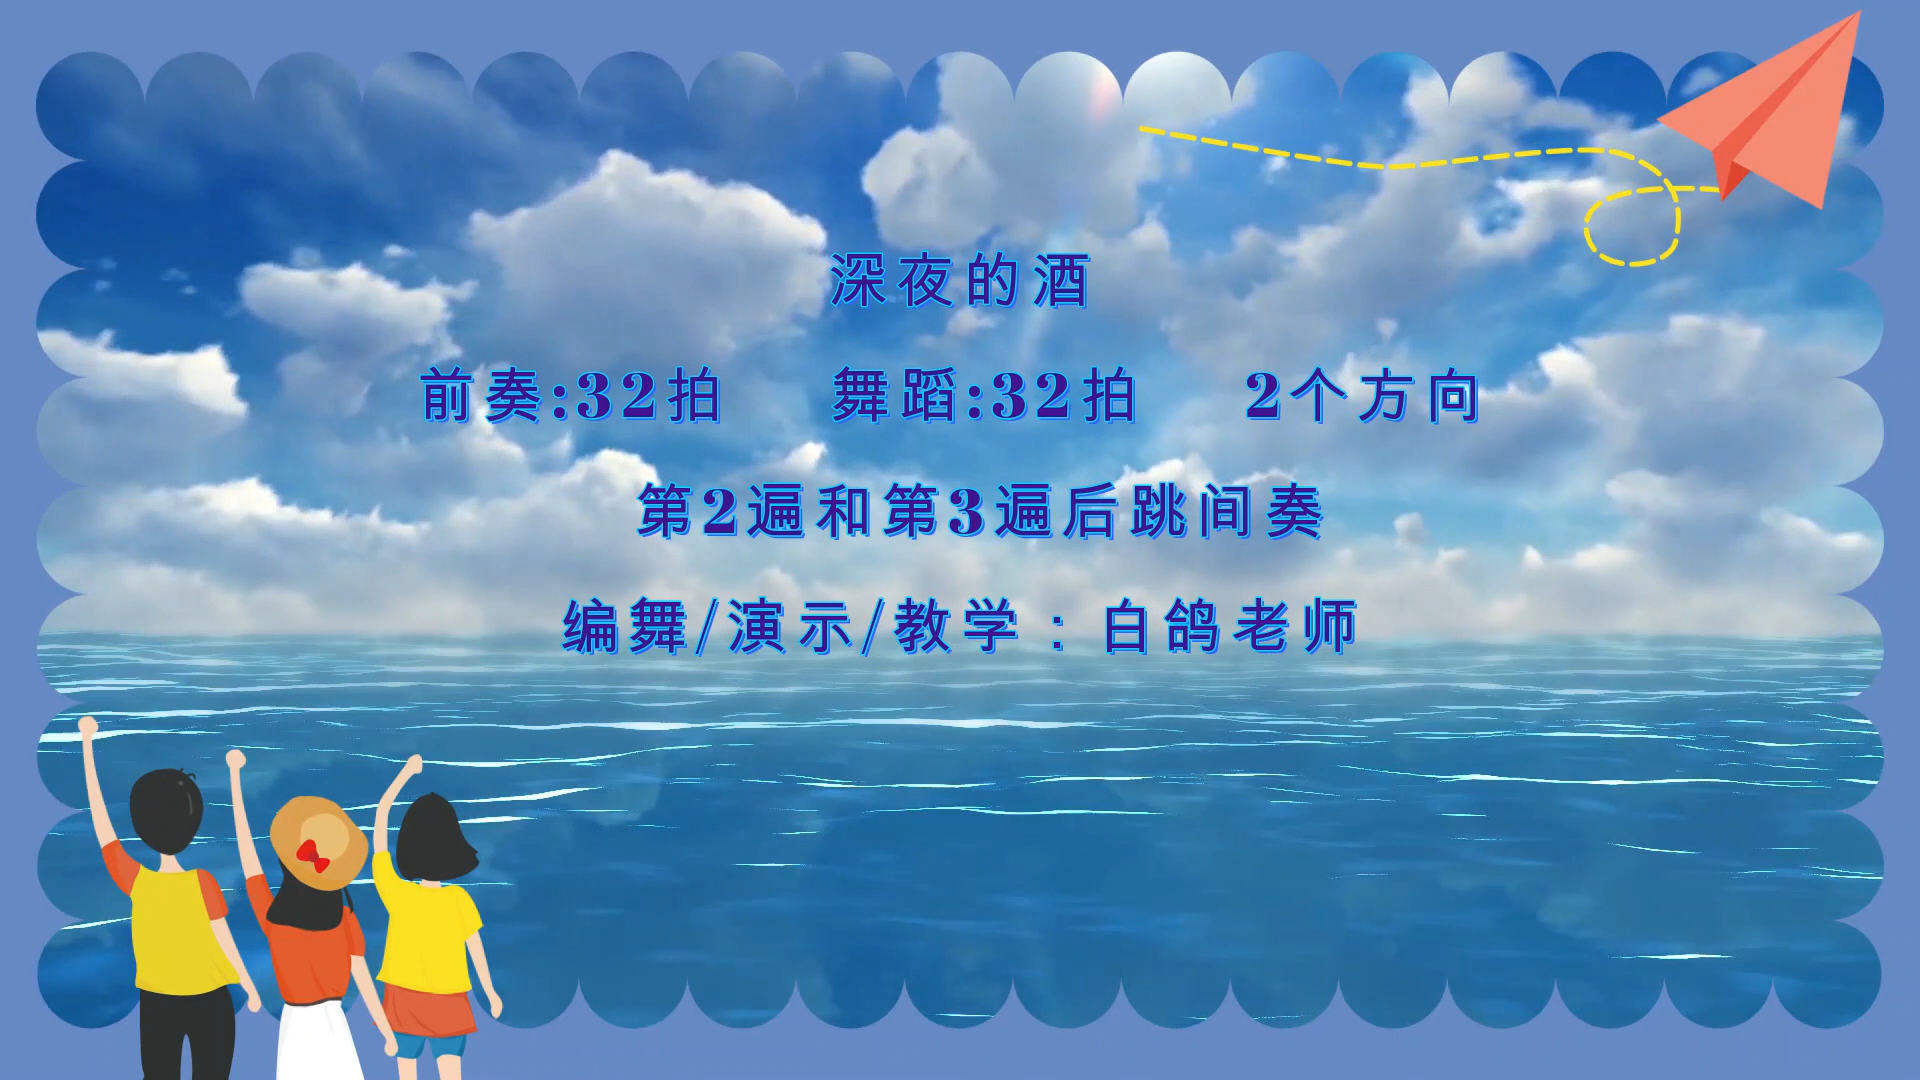 深夜的酒
前奏:32拍 舞蹈:32拍 2个方向
第2遍和第3遍后跳间奏
编舞/演示/教学：白鸽老师